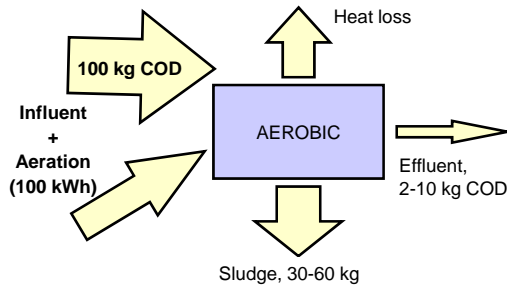 Heat loss
100 kg COD
Influent
+
Aeration
(100 kWh)
AEROBIC
Effluent,
2-10 kg COD
Sludge, 30-60 kg